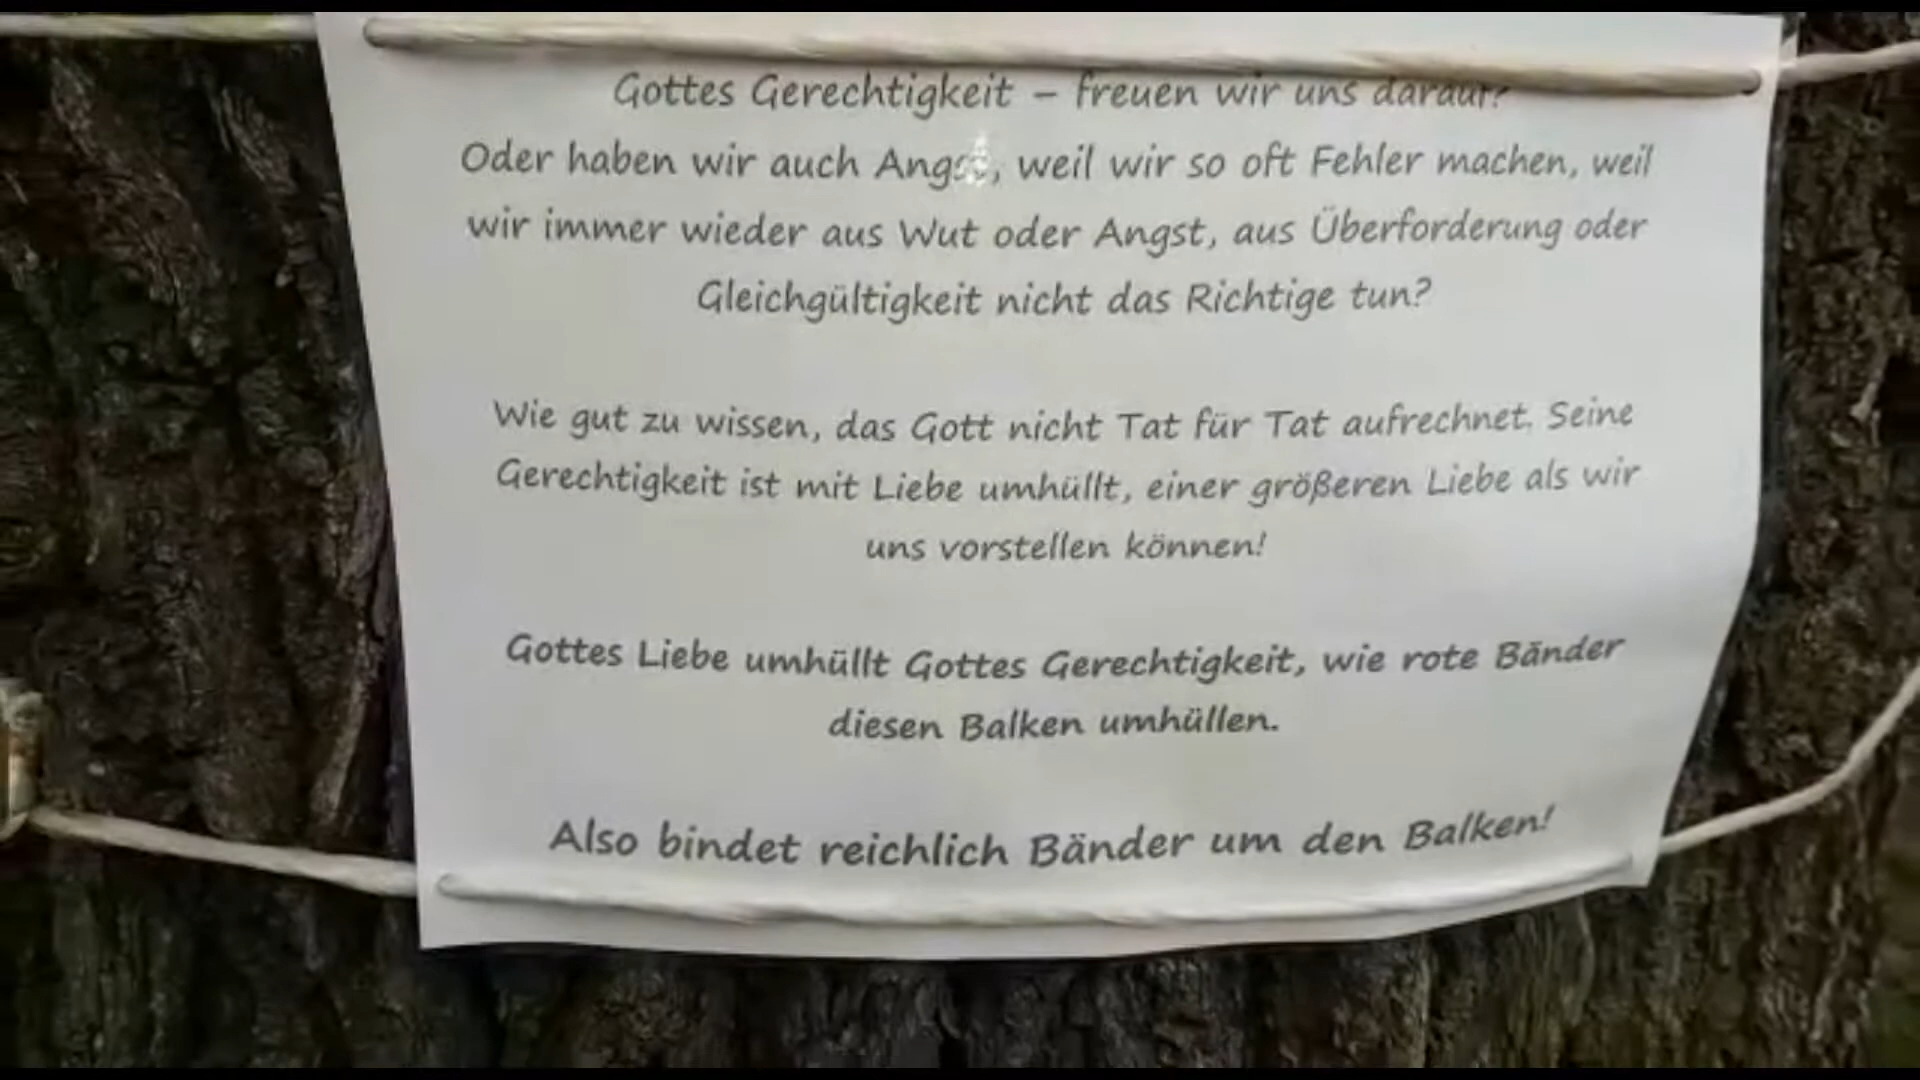 Gottes Gerechtigkeit – freuen wir uns darauf?
Oder haben wir auch Angst, weil wir so oft Fehler machen, weil
wir immer wieder aus Wut oder Angst, aus Überforderung oder
Gleichgültigkeit nicht das Richtige tun?
Wie gut zu wissen, das Gott nicht Tat für Tat aufrechnet. Seine
Gerechtigkeit ist mit Liebe umhüllt, einer größeren Liebe als wir
uns vorstellen können!
Gottes Liebe umhüllt Gottes Gerechtigkeit, wie rote Bänder
diesen Balken umhüllen.
Also bindet reichlich Bänder um den Balken!